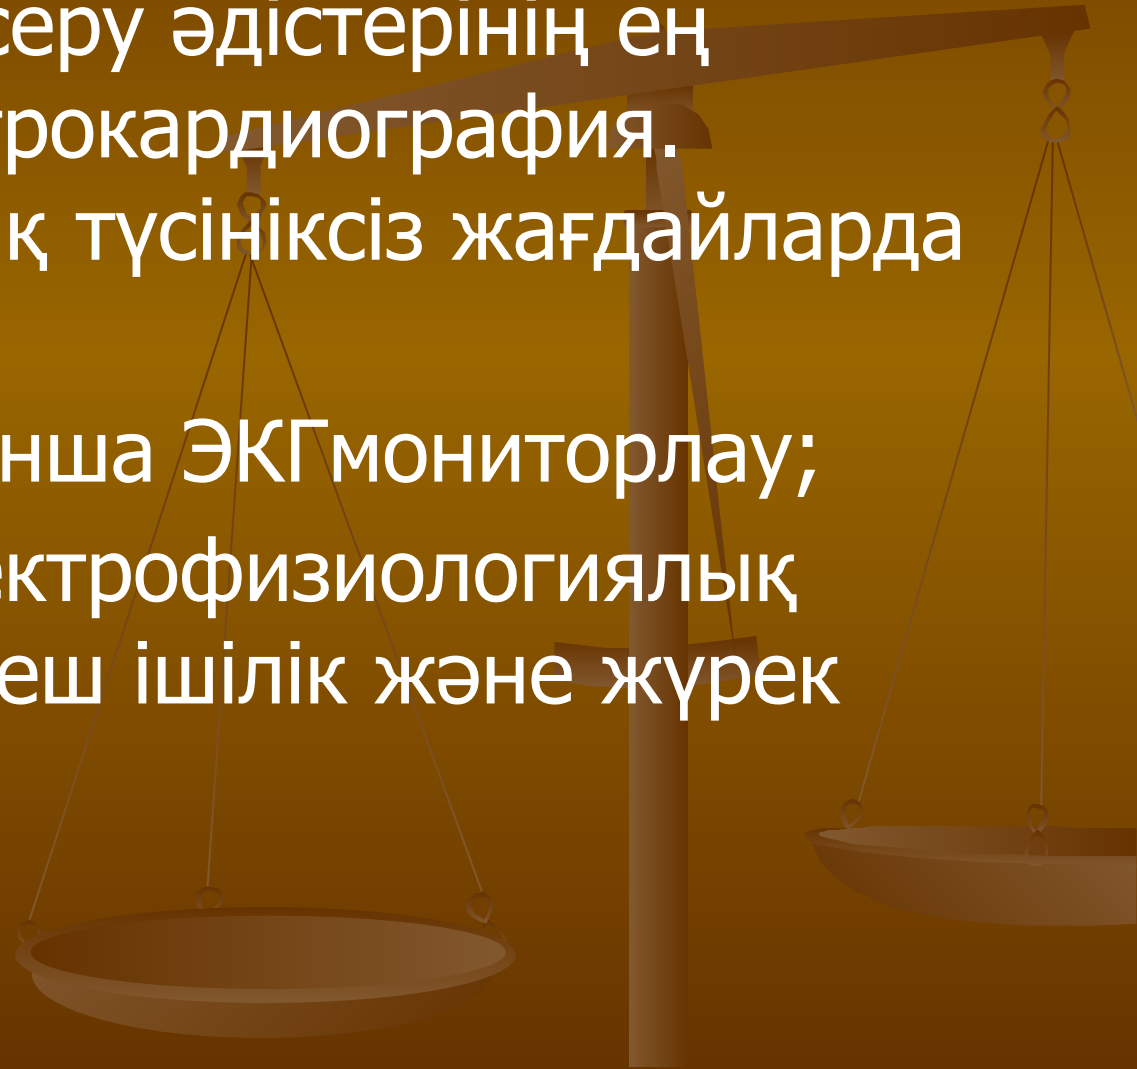 серу әдістерінің ең
трокардиография.
қ түсініксіз жағдайларда
нша ЭКГмониторлау;
ектрофизиологиялық
еш ішілік және жүрек